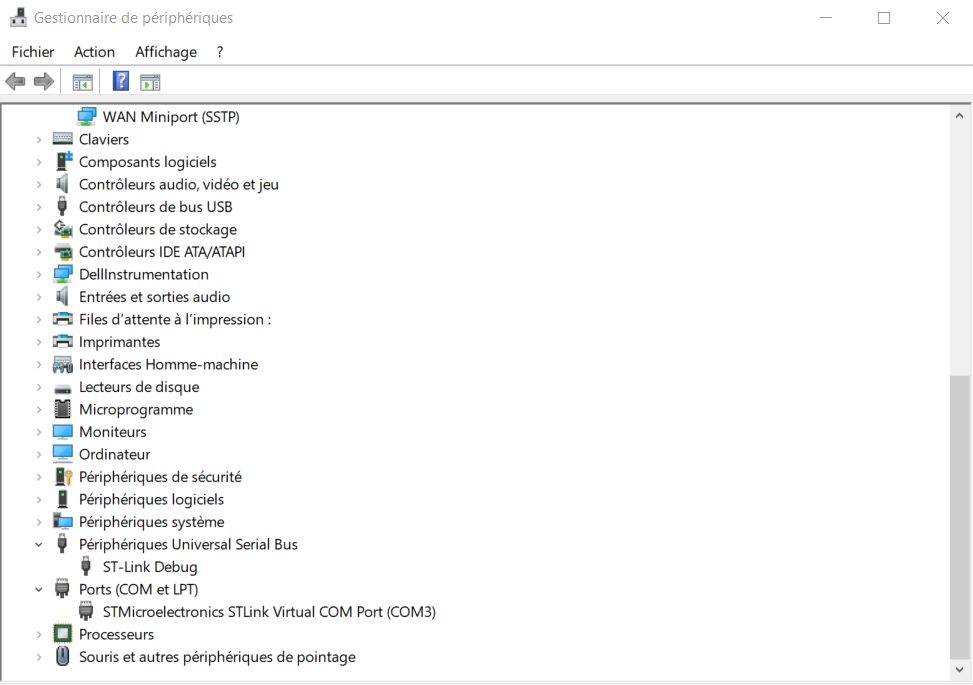 Gestionnaire de périphériques
Fichier Action Affichage ?
?
WAN Miniport (SSTP)
Claviers
Composants logiciels
Contrôleurs audio, vidéo et jeu
Contrôleurs de bus USB
Contrôleurs de stockage
Contrôleurs IDE ATA/ATAPI
DellInstrumentation
Entrées et sorties audio
Files d’attente à l’impression :
Imprimantes
Interfaces Homme-machine
Lecteurs de disque
Microprogramme
Moniteurs
Ordinateur
Périphériques de sécurité
Périphériques logiciels
Périphériques système
Périphériques Universal Serial Bus
ST-Link Debug
Ports (COM et LPT)
STMicroelectronics STLink Virtual COM Port (COM3)
Processeurs
Souris et autres périphériques de pointage